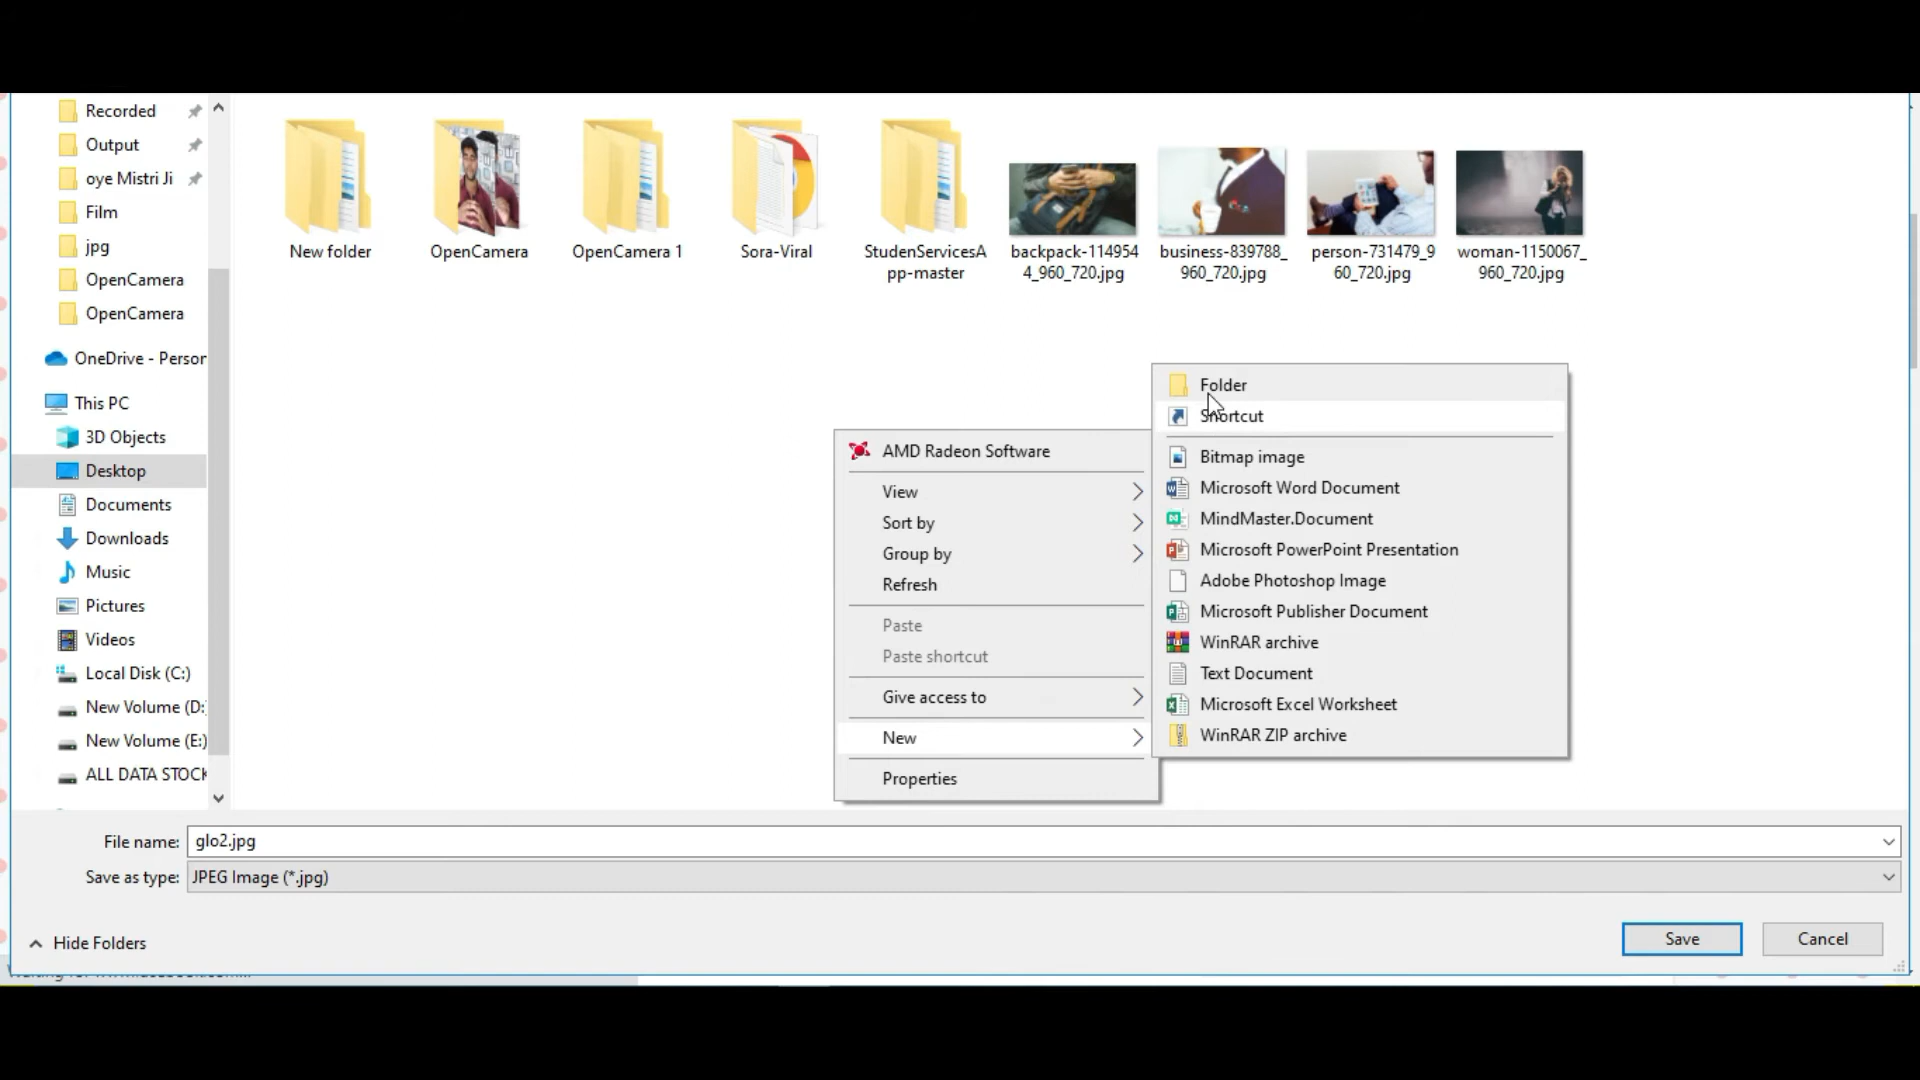 Recorded
Output
oye Mistri Ji
Film
jpg
OpenCamera
OpenCamera
OneDrive - Person
This PC
3D Objects
Desktop
Documents
Downloads
Music
Pictures
Videos
Local Disk (C:)
New Volume (D:
New Volume (E:)
ALL DATA STOCK
New folder
OpenCamera
OpenCamera 1
Sora-Viral
StudenServicesA
pp-master
backpack-114954
4_960_720.jpg
business-839788_
960_720.jpg
person-731479_9
60_720.jpg
woman-1150067_
960_720.jpg
AMD Radeon Software
View
Sort by
Group by
Refresh
Paste
Paste shortcut
Give access to
New
Properties
Folder
Shortcut
Bitmap image
Microsoft Word Document
MindMaster.Document
Microsoft PowerPoint Presentation
Adobe Photoshop Image
Microsoft Publisher Document
WinRAR archive
Text Document
Microsoft Excel Worksheet
WinRAR ZIP archive
File name: glo2.jpg
Save as type: JPEG Image (*.jpg)
Hide Folders
Save
Cancel